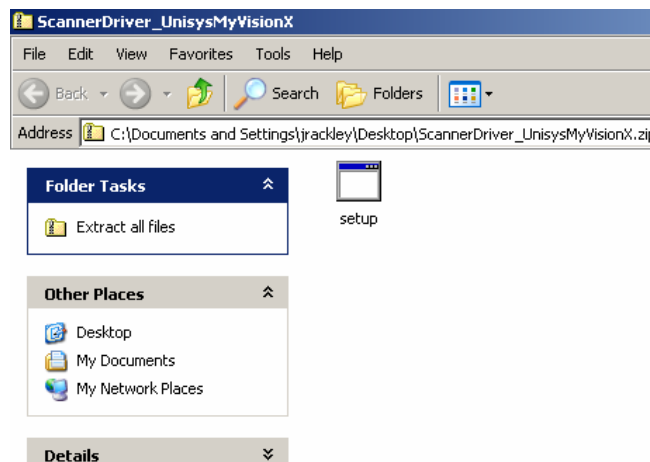 ScannerDriver_UnisysMyVisionX
File Edit View Favorites Tools Help
Back Search Folders
Address C:\Documents and Settings\jrackley\Desktop\ScannerDriver_UnisysMyVisionX.zip
Folder Tasks
setup
Extract all files
Other Places
Desktop
My Documents
My Network Places
Details